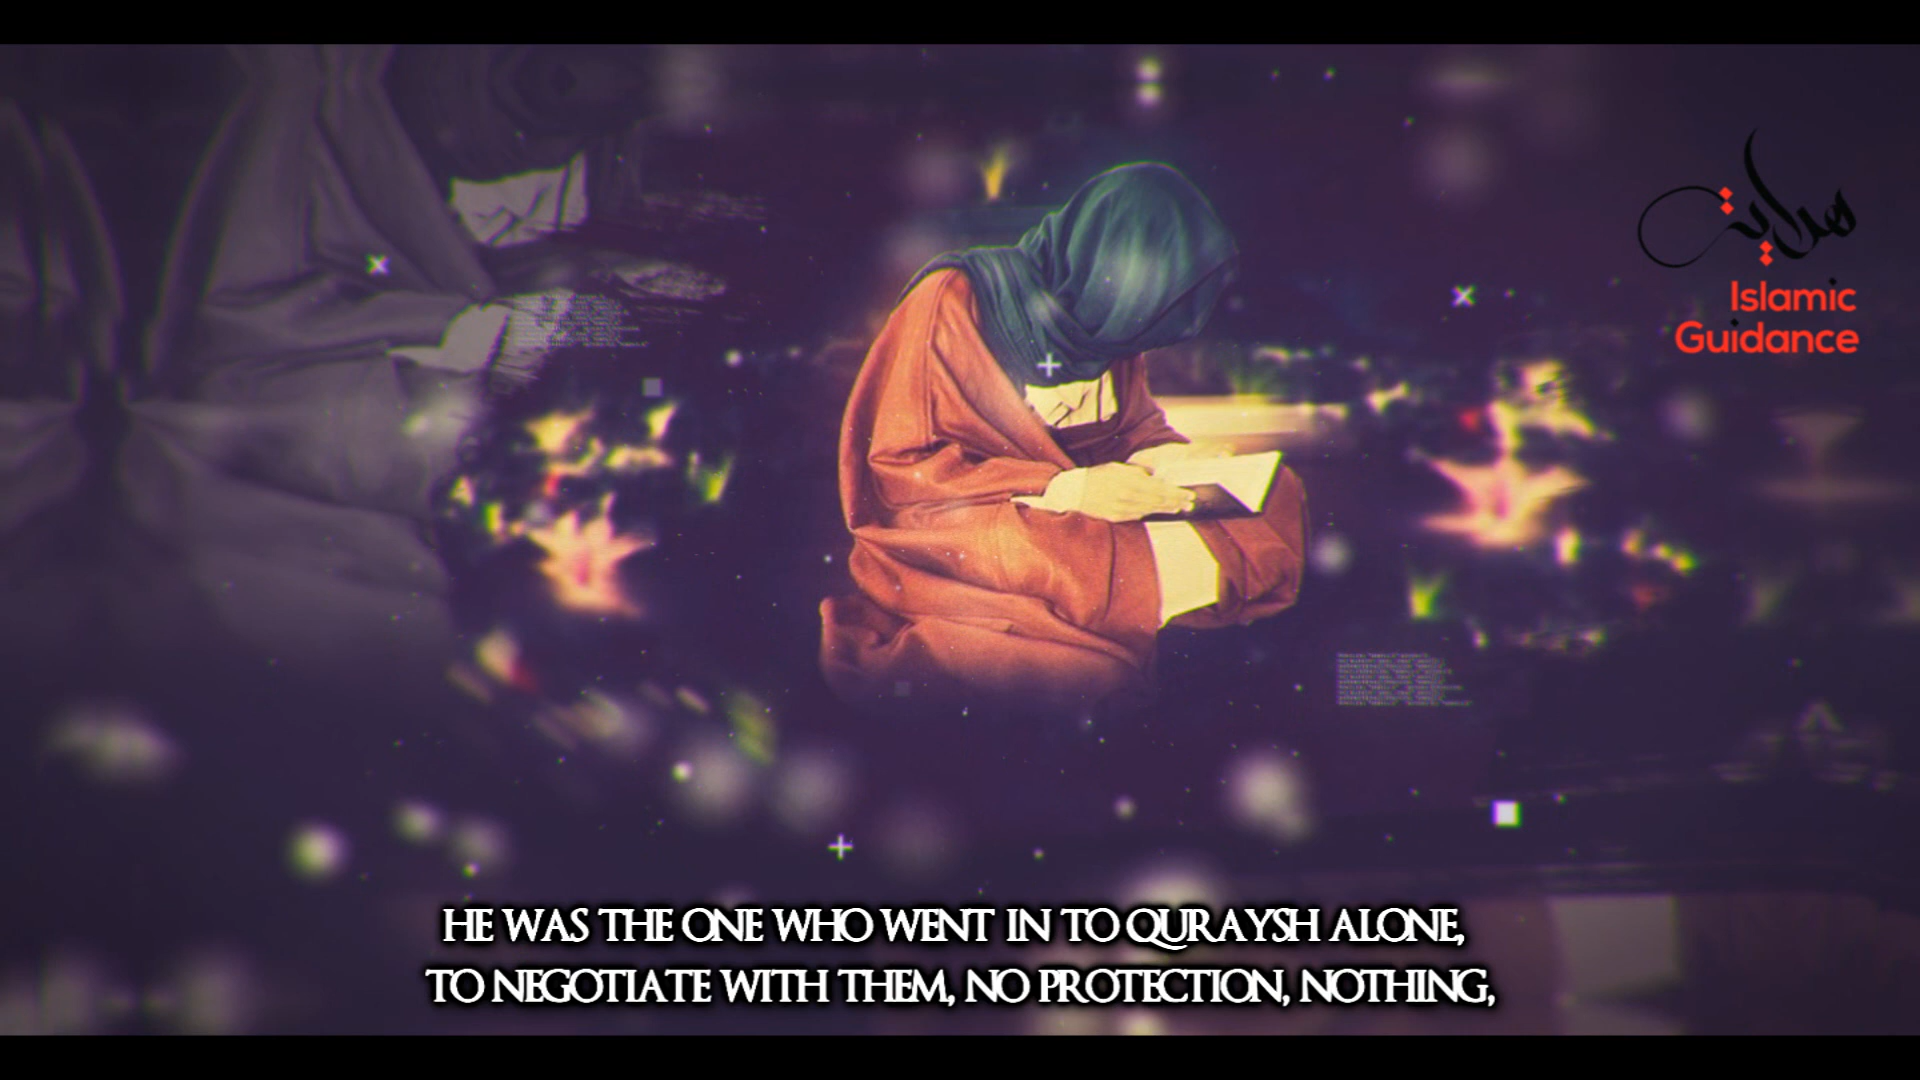 هداية
Islamic
Guidance
HE WAS THE ONE WHO WENT IN TO QURAYSH ALONE,
TO NEGOTIATE WITH THEM, NO PROTECTION, NOTHING,